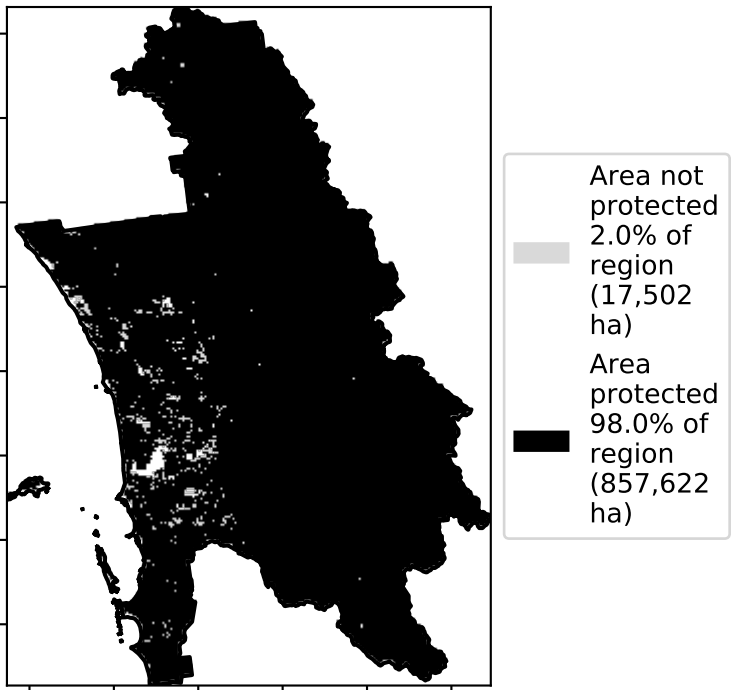 Area not
protected
2.0% of
region
(17,502
ha)
Area
protected
98.0% of
region
(857,622
ha)